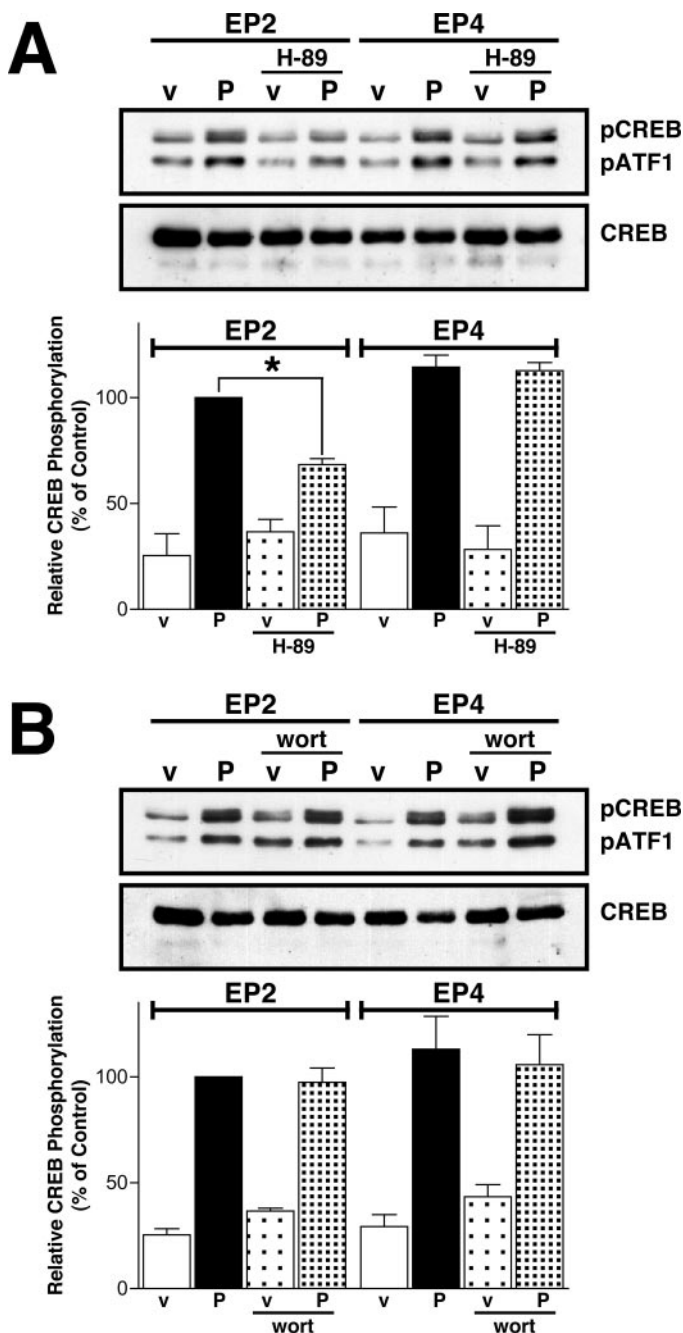 A
EP2 EP4
H-89 H-89
v P v P v P v P
pCREB
pATF1
CREB
EP2 EP4
*
Relative CREB Phosphorylation
(% of Control)
100
50
0
v P v P v P v P
H-89 H-89
B
EP2 EP4
wort wort
v P v P v P v P
pCREB
pATF1
CREB
EP2 EP4
Relative CREB Phosphorylation
(% of Control)
100
50
0
v P v P v P v P
wort wort